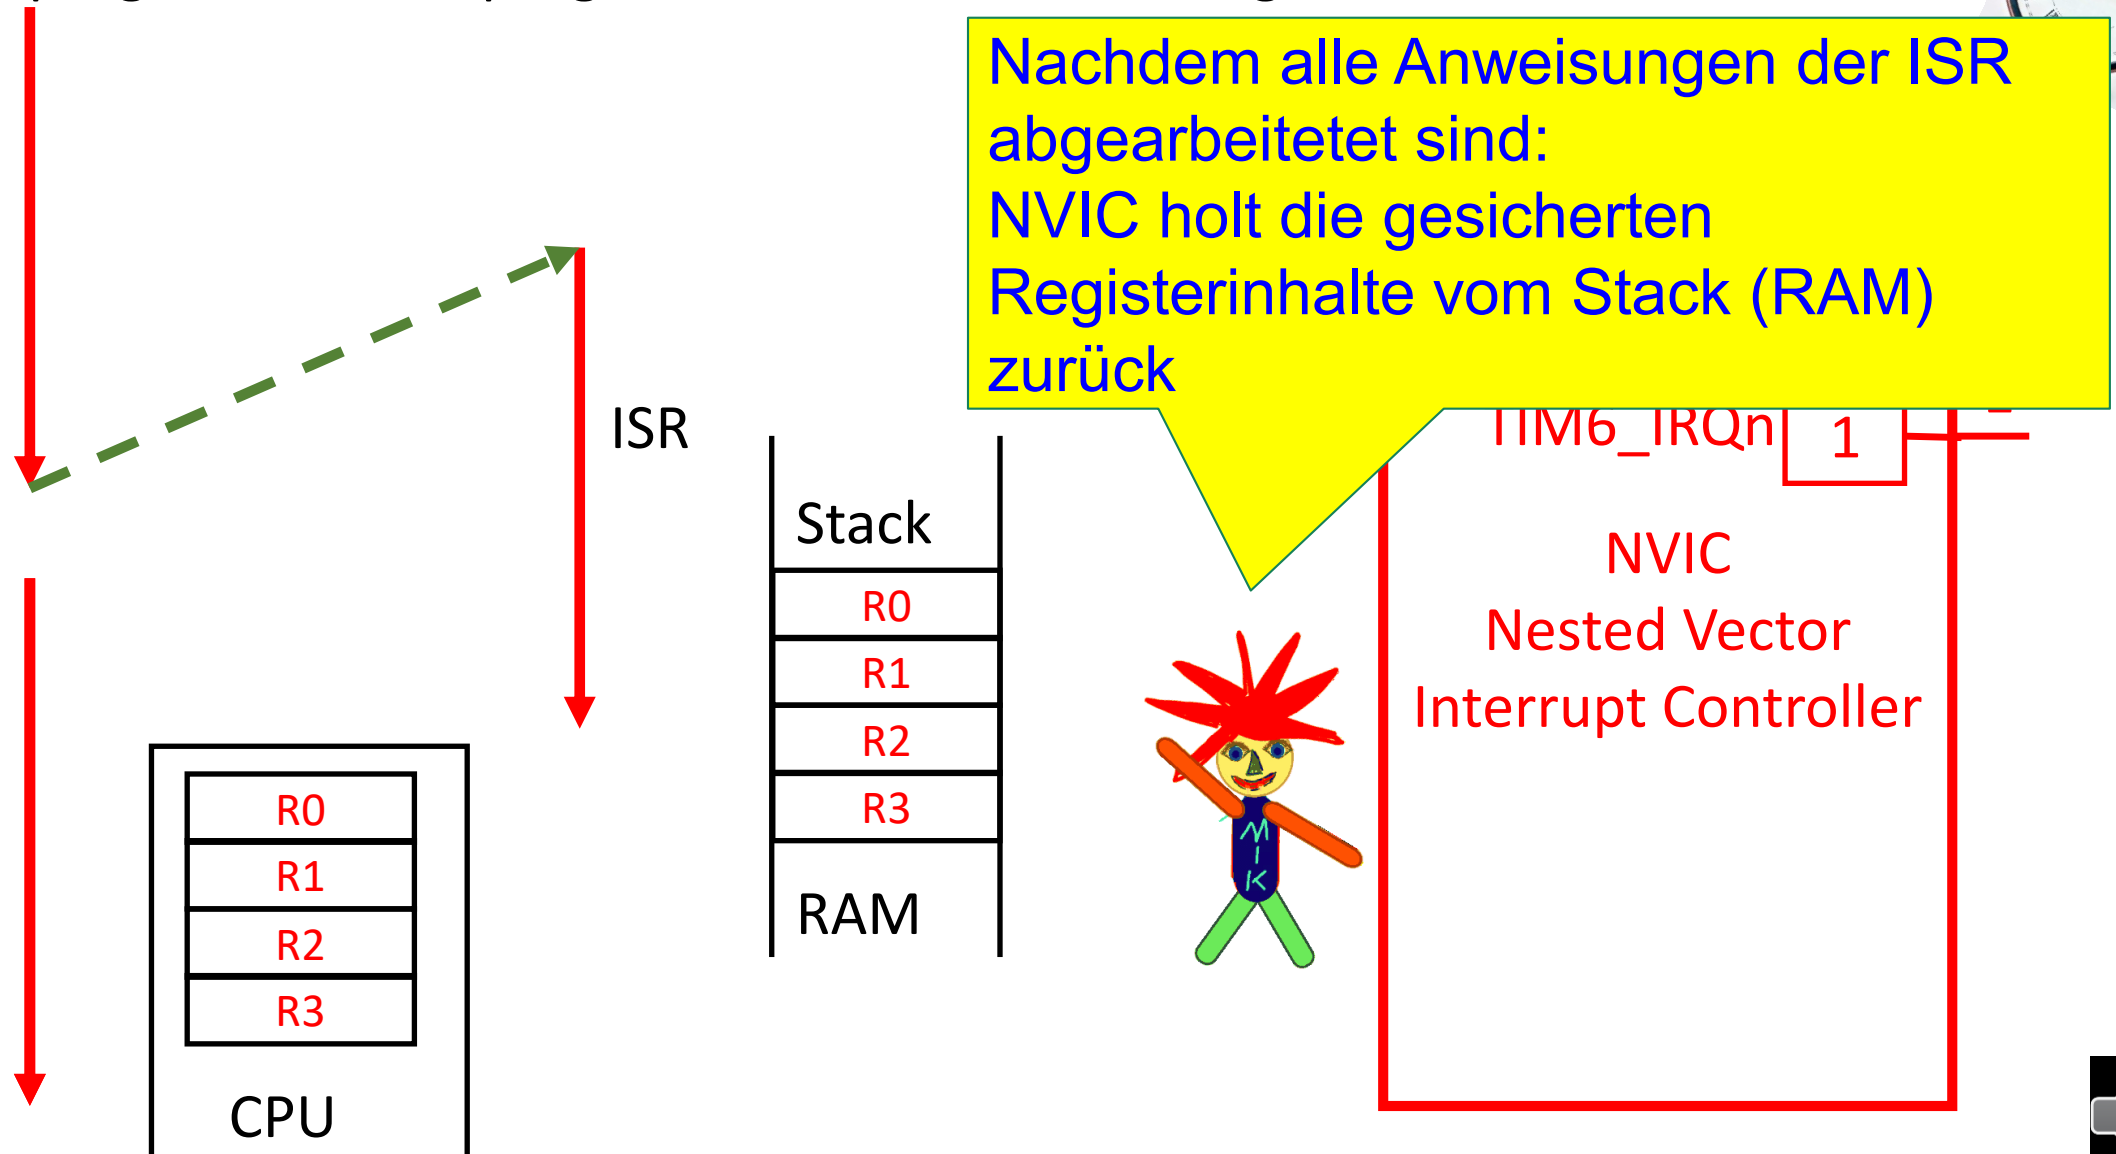 Nachdem alle Anweisungen der ISR
abgearbeitetet sind:
NVIC holt die gesicherten
Registerinhalte vom Stack (RAM)
zurück
ISR
TIM6_IRQn
1
Stack
R0
R1
R2
R3
RAM
NVIC
Nested Vector
Interrupt Controller
MIK
R0
R1
R2
R3
CPU